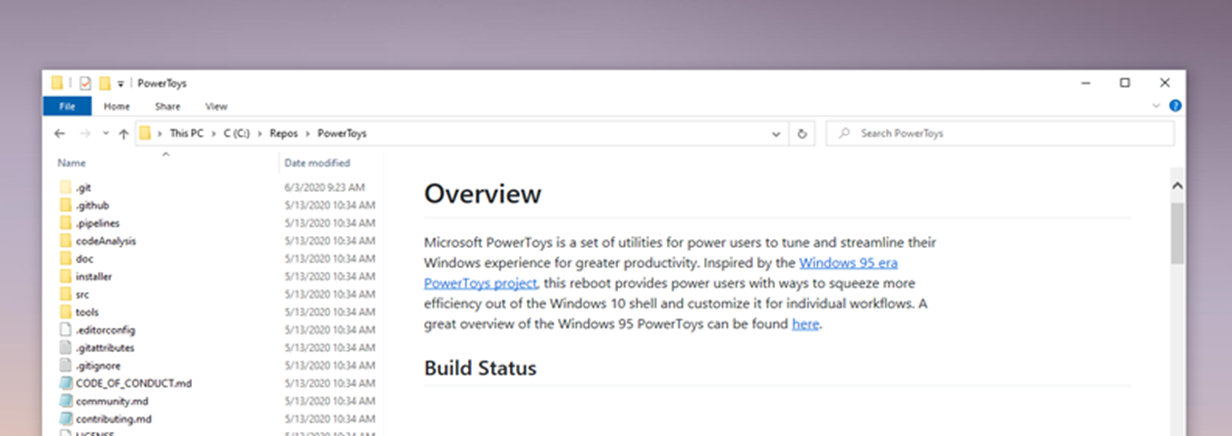 PowerToys
File Home Share View
This PC > C (C:) > Repos > PowerToys
Search PowerToys
Name Date modified
.git 6/3/2020 9:23 AM
.github 5/13/2020 10:34 AM
.pipelines 5/13/2020 10:34 AM
codeAnalysis 5/13/2020 10:34 AM
doc 5/13/2020 10:34 AM
installer 5/13/2020 10:34 AM
src 5/13/2020 10:34 AM
tools 5/13/2020 10:34 AM
.editorconfig 5/13/2020 10:34 AM
.gitattributes 5/13/2020 10:34 AM
.gitignore 5/13/2020 10:34 AM
CODE_OF_CONDUCT.md 5/13/2020 10:34 AM
community.md 5/13/2020 10:34 AM
contributing.md 5/13/2020 10:34 AM
LICENSE
Overview
Microsoft PowerToys is a set of utilities for power users to tune and streamline their
Windows experience for greater productivity. Inspired by the Windows 95 era
PowerToys project, this reboot provides power users with ways to squeeze more
efficiency out of the Windows 10 shell and customize it for individual workflows. A
great overview of the Windows 95 PowerToys can be found here.
Build Status